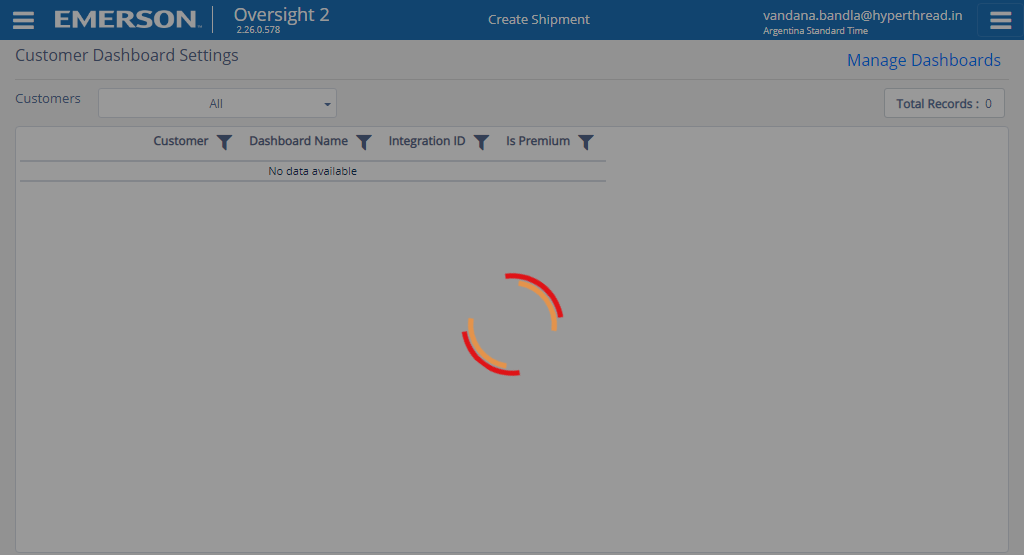 EMERSON™
Oversight 2
2.26.0.578
Create Shipment
vandana.bandla@hyperthread.in
Argentina Standard Time
Customer Dashboard Settings
Manage Dashboards
Customers
All
Total Records : 0
Customer Dashboard Name Integration ID Is Premium
No data available